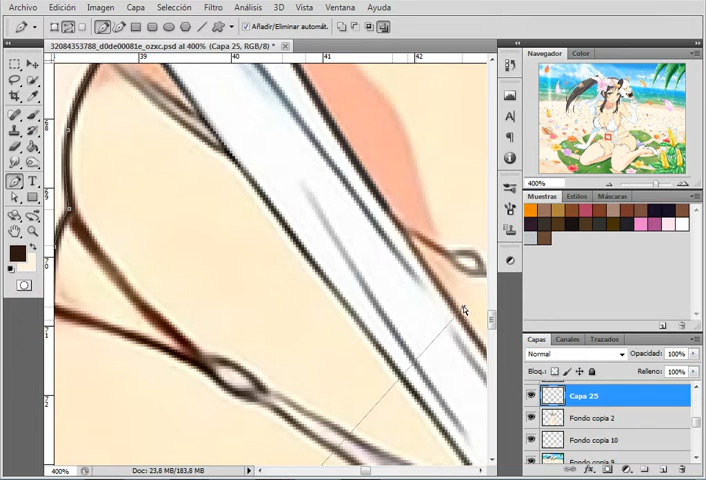 Archivo Edición Imagen Capa Selección Filtro Análisis 3D Vista Ventana Ayuda
Añadir/Eliminar automát.
32084353788_d0de00081e_ozxc.psd al 400% (Capa 25, RGB/8) *
39 40 41 42
Navegador Color
400%
Muestras Estilos Máscaras
Capas Canales Trazados
Normal Opacidad: 100%
Bloq.: Relleno: 100%
Capa 25
Fondo copia 2
Fondo copia 10
Fondo copia 9
400% Doc: 23,8 MB/183,8 MB